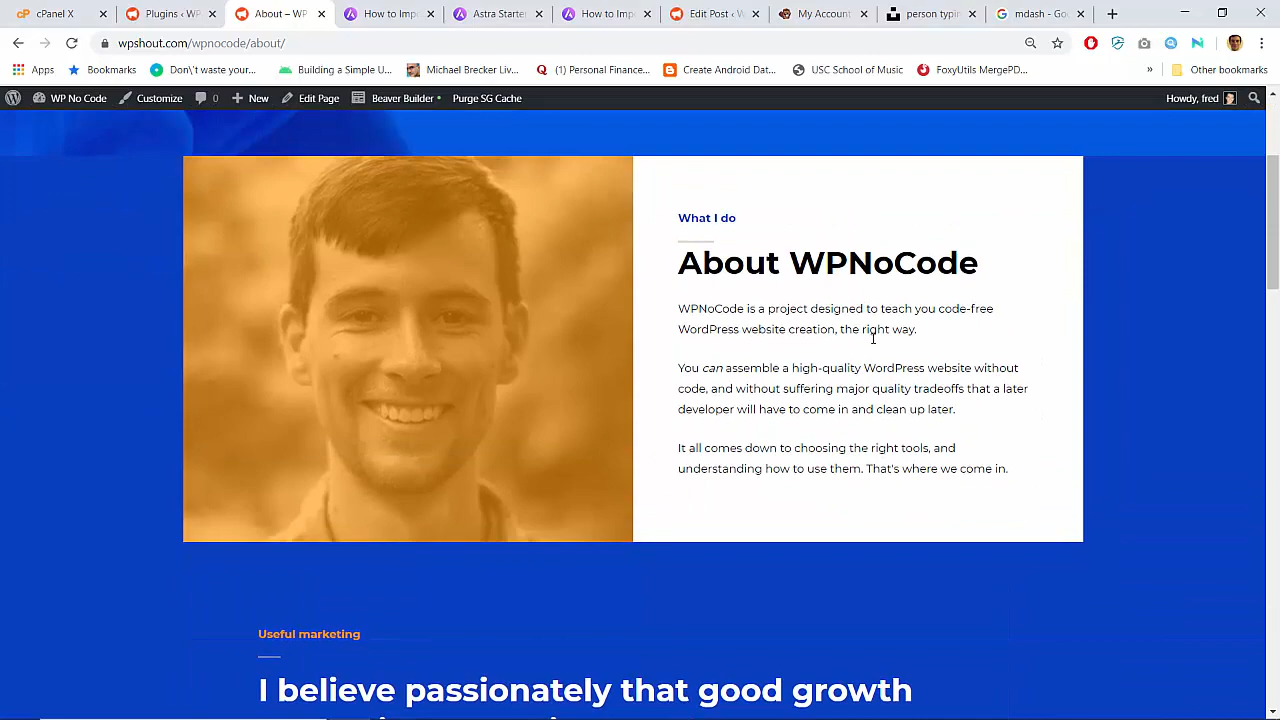 cPanel X
Plugins ‹ WP
About – WP
How to Imp
Astra Starte
How to Imp
Edit Post ‹ W
My Account
person typin
mdash - Go
wpshout.com/wpnocode/about/
Apps
Bookmarks
Don\'t waste your...
Building a Simple U...
Michael Breker Liv...
(1) Personal Finance...
Create Android Dat...
USC School of Music
FoxyUtils MergePD...
»
Other bookmarks
WP No Code
Customize
0
New
Edit Page
Beaver Builder
Purge SG Cache
Howdy, fred
What I do
About WPNoCode
WPNoCode is a project designed to teach you code-free
WordPress website creation, the right way.
You can assemble a high-quality WordPress website without
code, and without suffering major quality tradeoffs that a later
developer will have to come in and clean up later.
It all comes down to choosing the right tools, and
understanding how to use them. That's where we come in.
Useful marketing
I believe passionately that good growth